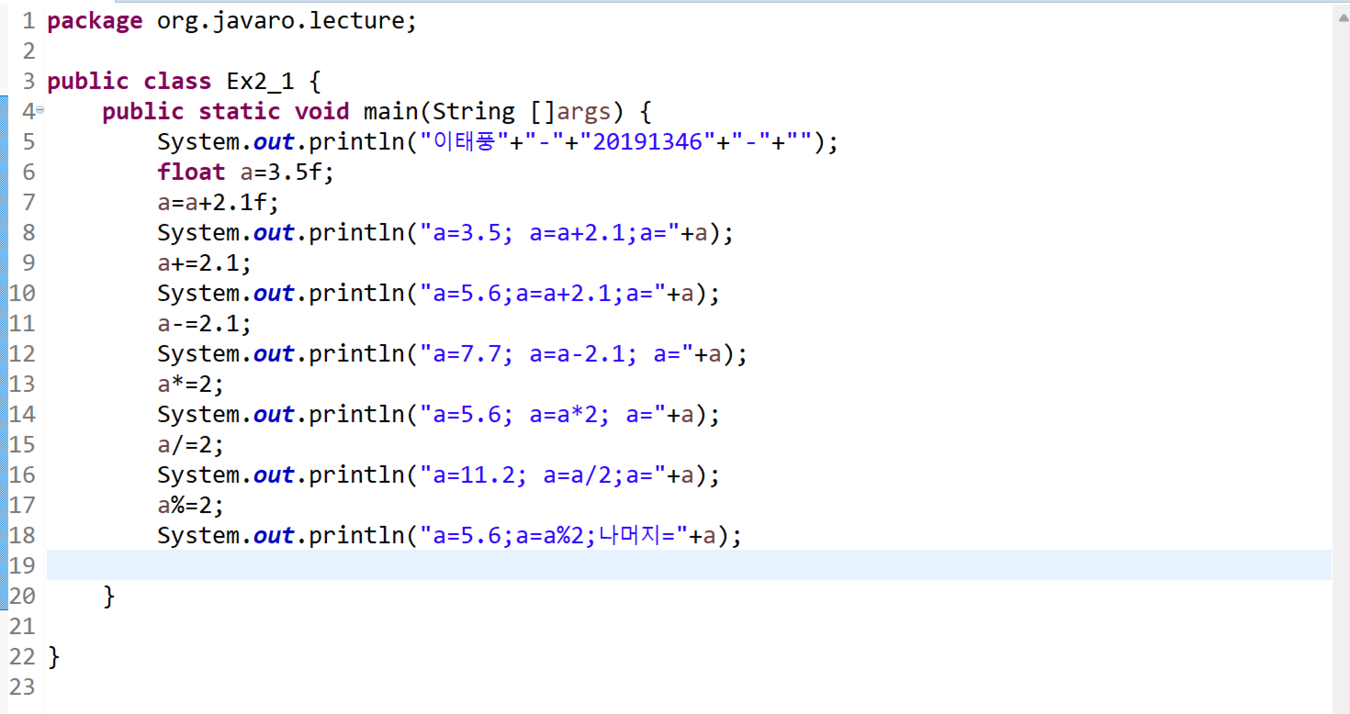 1 package org.javaro.lecture;
2
3 public class Ex2_1 {
4     public static void main(String []args) {
5         System.out.println("이태풍"+"-"+"20191346"+"-"+"");
6         float a=3.5f;
7         a=a+2.1f;
8         System.out.println("a=3.5; a=a+2.1;a="+a);
9         a+=2.1;
10         System.out.println("a=5.6;a=a+2.1;a="+a);
11         a-=2.1;
12         System.out.println("a=7.7; a=a-2.1; a="+a);
13         a*=2;
14         System.out.println("a=5.6; a=a*2; a="+a);
15         a/=2;
16         System.out.println("a=11.2; a=a/2;a="+a);
17         a%=2;
18         System.out.println("a=5.6;a=a%2;나머지="+a);
19
20     }
21
22 }
23